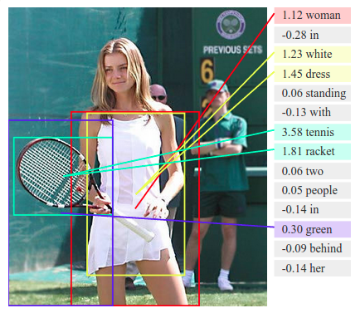 PREVIOUS SETS
6
1.12 woman
-0.28 in
1.23 white
1.45 dress
0.06 standing
-0.13 with
3.58 tennis
1.81 racket
0.06 two
0.05 people
-0.14 in
0.30 green
-0.09 behind
-0.14 her